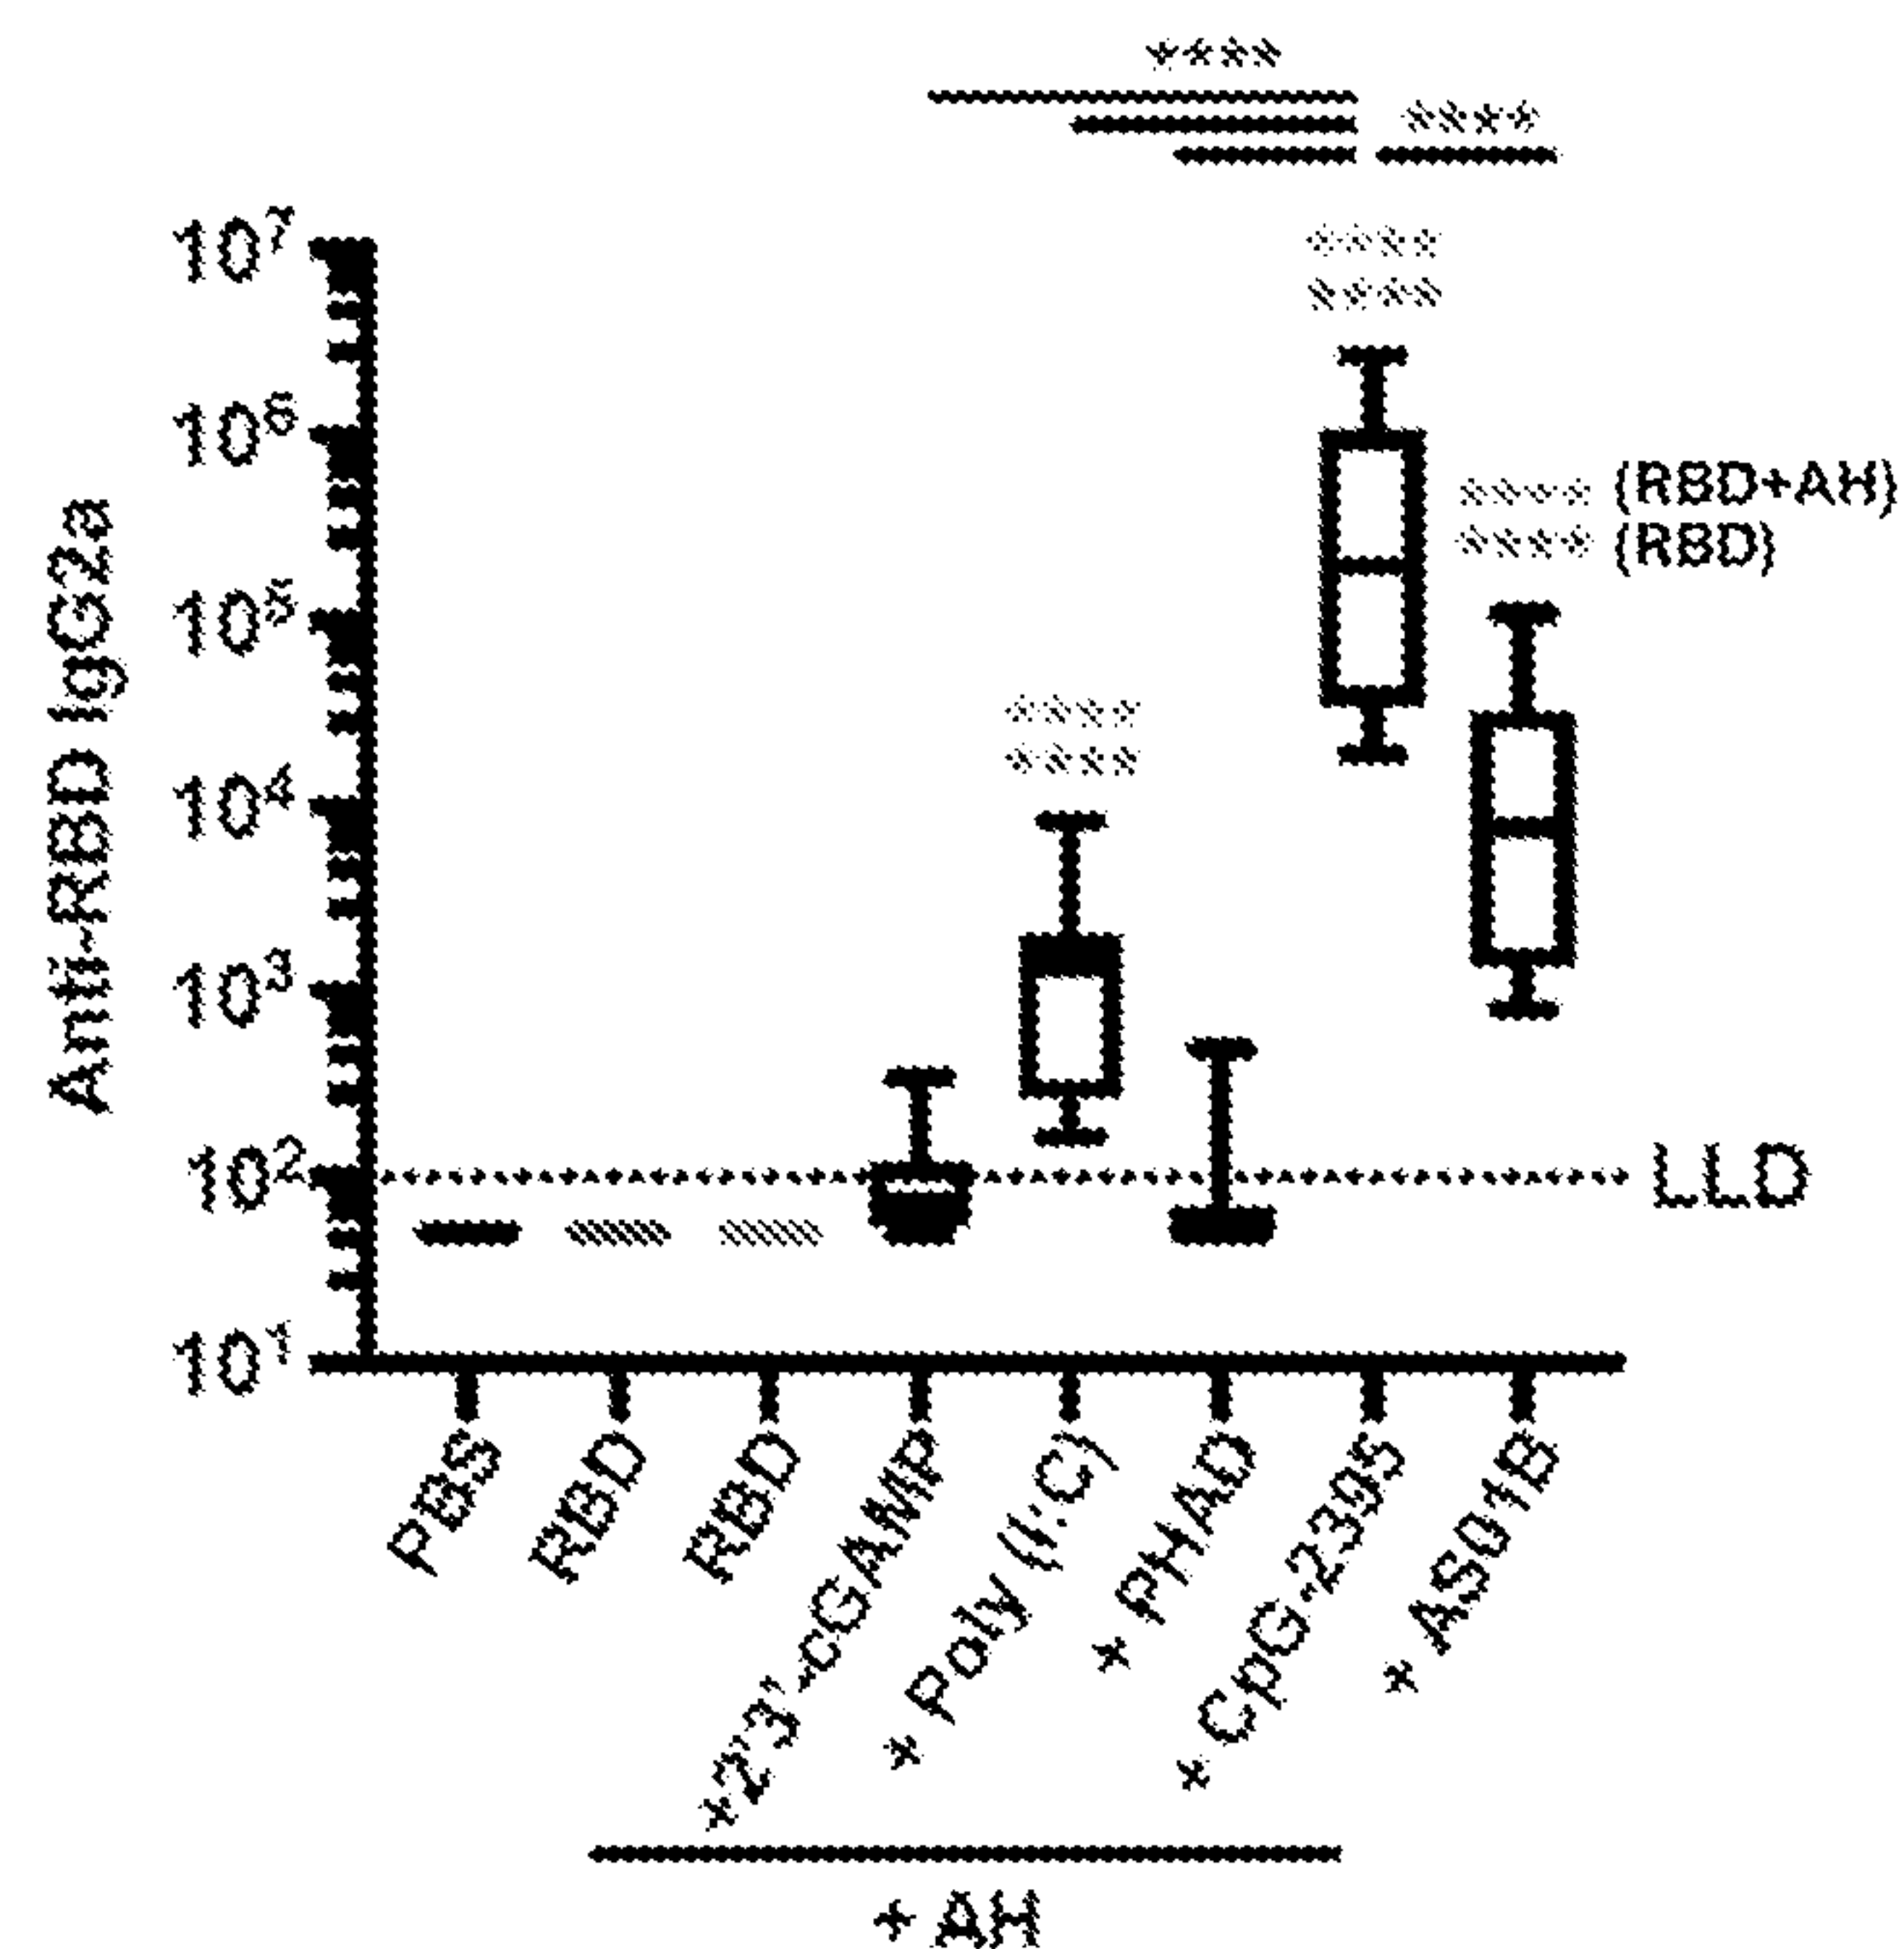 ****
****
****
****
10⁷
10⁶
10⁵
10⁴
10³
10²
10¹
Anti-RBD IgG2a
**** (RBD+AH)
**** (RBD)
****
****
LLD
PBS
RBD
RBD
+ 2'3'-cGAMP
+ Poly (I:C)
+ PHAD
+ CpG-2395
+ AS01B
+ AH